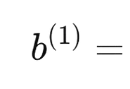 b^{(1)} =